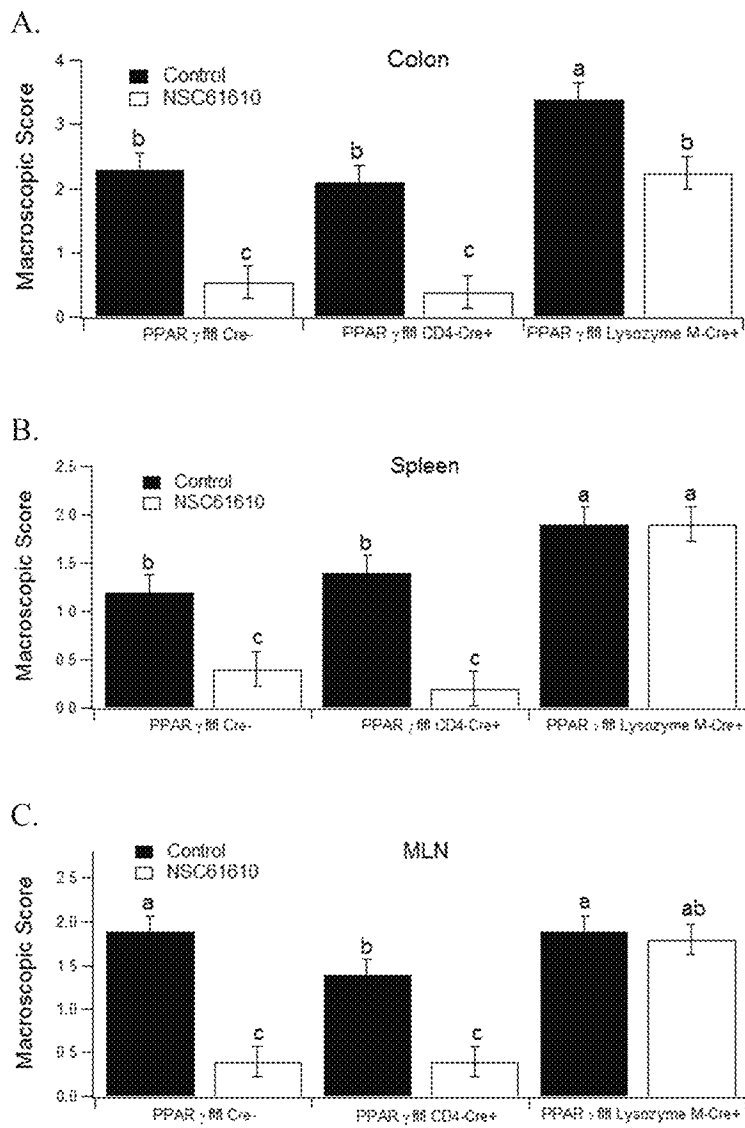 A.
Colon
Control
NSC61610
Macroscopic Score
4
3
2
1
0
b
c
b
c
a
b
PPAR γ fl/fl Cre-
PPAR γ fl/fl CD4-Cre+
PPAR γ fl/fl Lysozyme M-Cre+
B.
Spleen
Control
NSC61610
Macroscopic Score
2.5
2.0
1.5
1.0
0.5
0.0
b
c
b
c
a
a
PPAR γ fl/fl Cre-
PPAR γ fl/fl CD4-Cre+
PPAR γ fl/fl Lysozyme M-Cre+
C.
MLN
Control
NSC61610
Macroscopic Score
2.5
2.0
1.5
1.0
0.5
0.0
a
c
b
c
a
ab
PPAR γ fl/fl Cre-
PPAR γ fl/fl CD4-Cre+
PPAR γ fl/fl Lysozyme M-Cre+